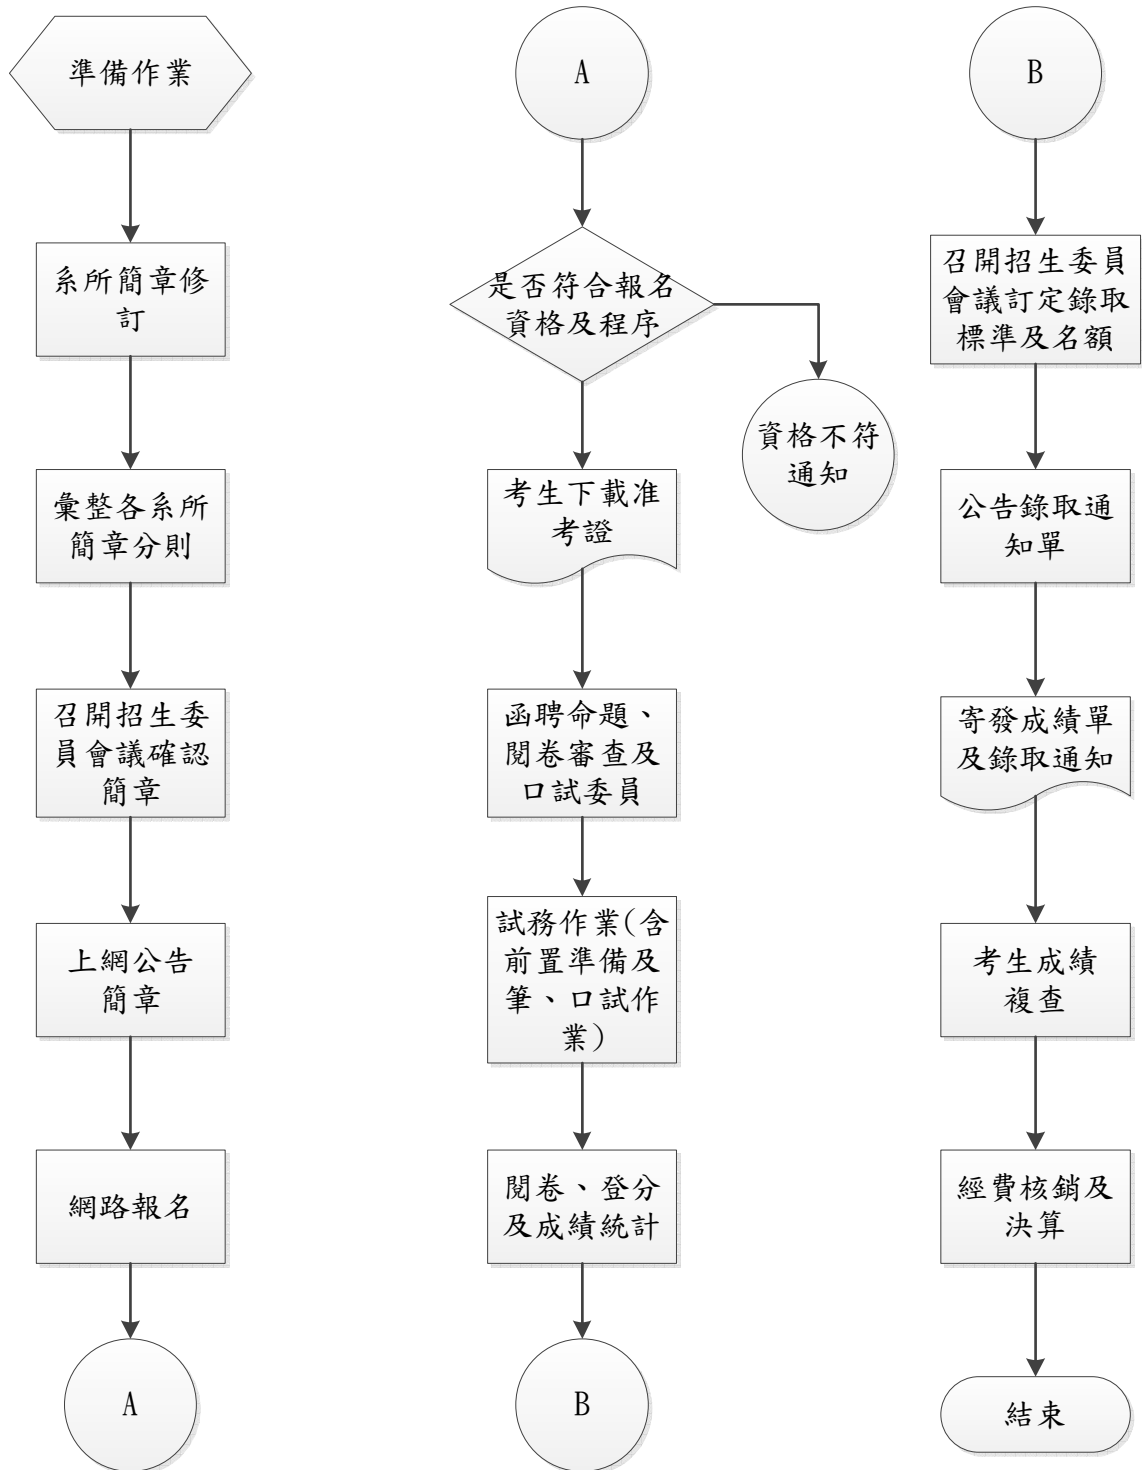 準備作業
系所簡章修
訂
彙整各系所
簡章分則
召開招生委
員會議確認
簡章
上網公告
簡章
網路報名
A
A
是否符合報名
資格及程序
資格不符
通知
考生下載准
考證
函聘命題、
閱卷審查及
口試委員
試務作業(含
前置準備及
筆、口試作
業)
閱卷、登分
及成績統計
B
B
召開招生委員
會議訂定錄取
標準及名額
公告錄取通
知單
寄發成績單
及錄取通知
考生成績
複查
經費核銷及
決算
結束